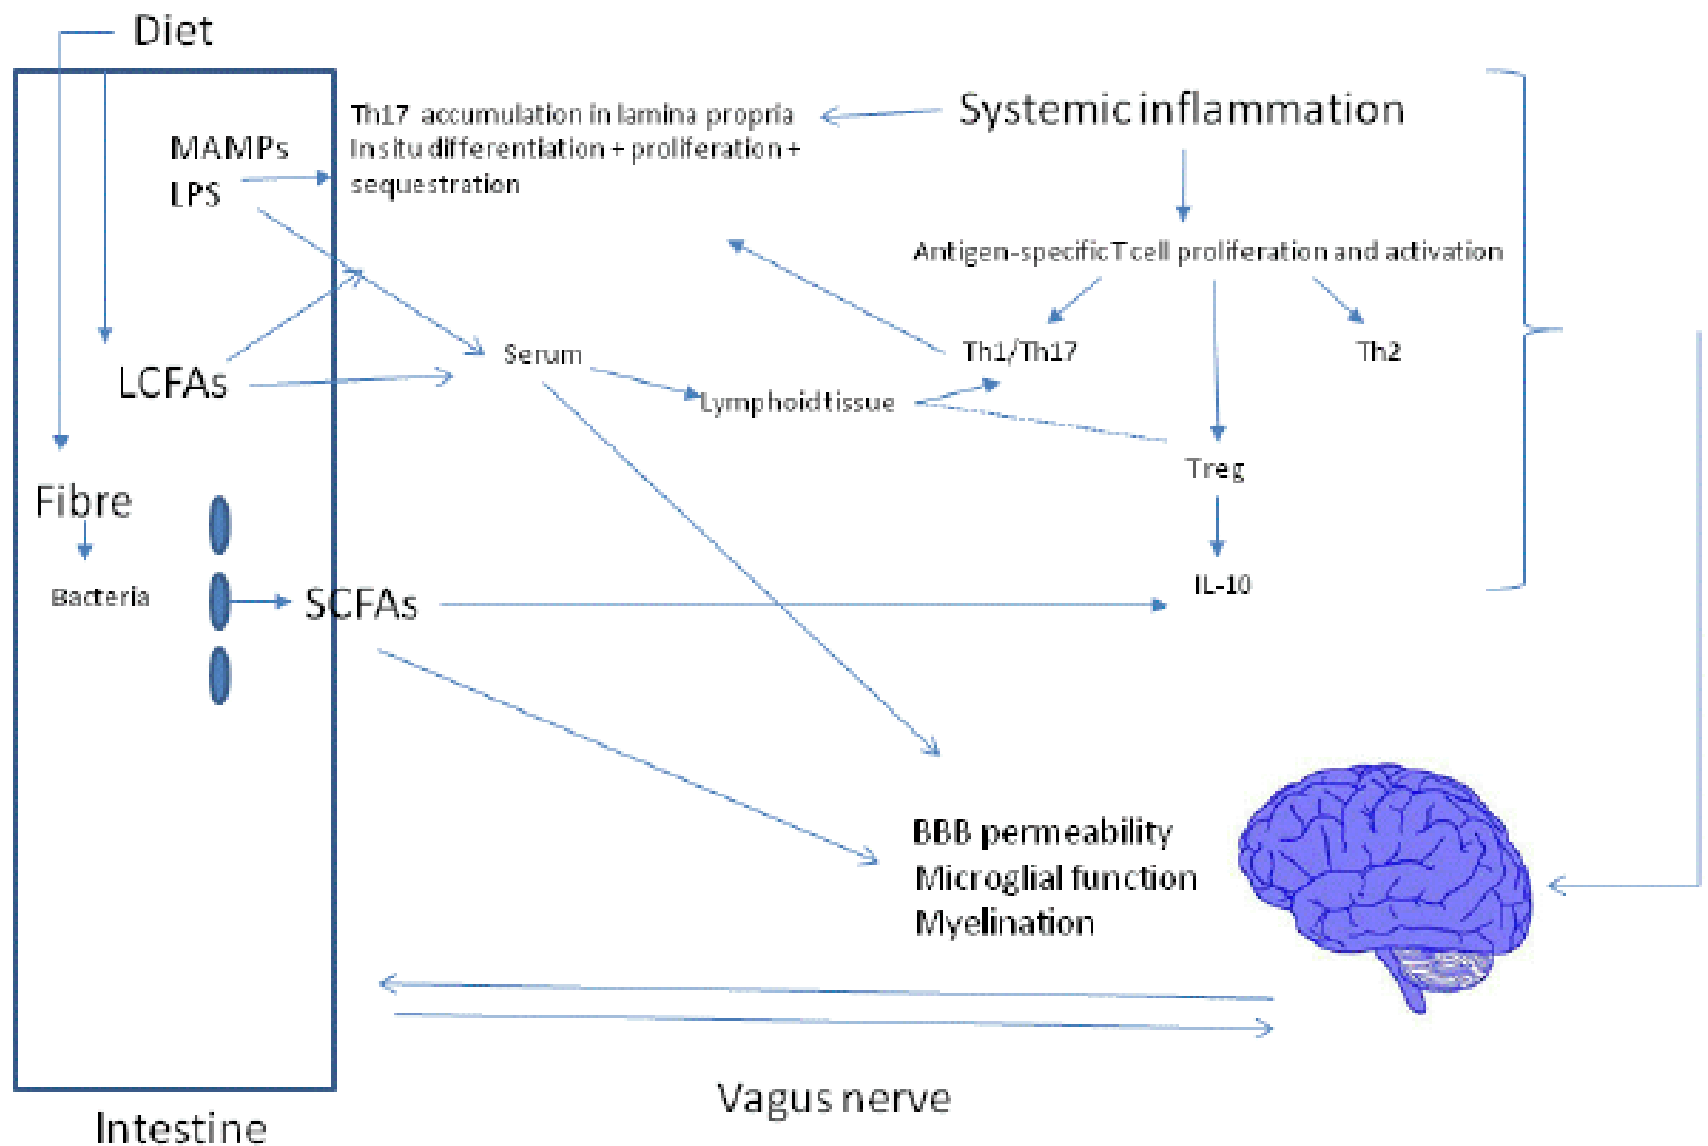 Diet
MAMPs
LPS
Th17 accumulation in lamina propria
In situ differentiation + proliferation +
sequestration
Systemic inflammation
Antigen-specific T cell proliferation and activation
Th1/Th17
Th2
Serum
LCFAs
Lymphoid tissue
Treg
Fibre
IL-10
Bacteria
SCFAs
BBB permeability
Microglial function
Myelination
Vagus nerve
Intestine